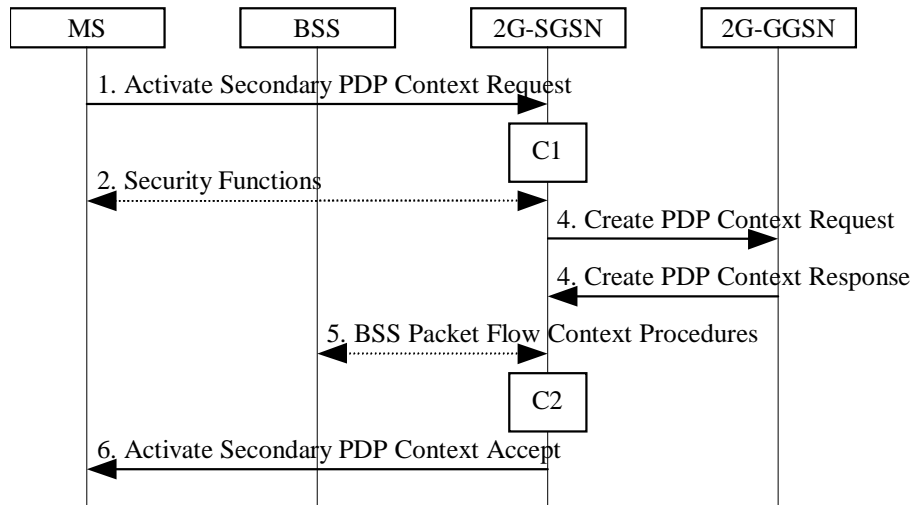 MS
BSS
2G-SGSN
2G-GGSN
1. Activate Secondary PDP Context Request
C1
2. Security Functions
4. Create PDP Context Request
4. Create PDP Context Response
5. BSS Packet Flow Context Procedures
C2
6. Activate Secondary PDP Context Accept